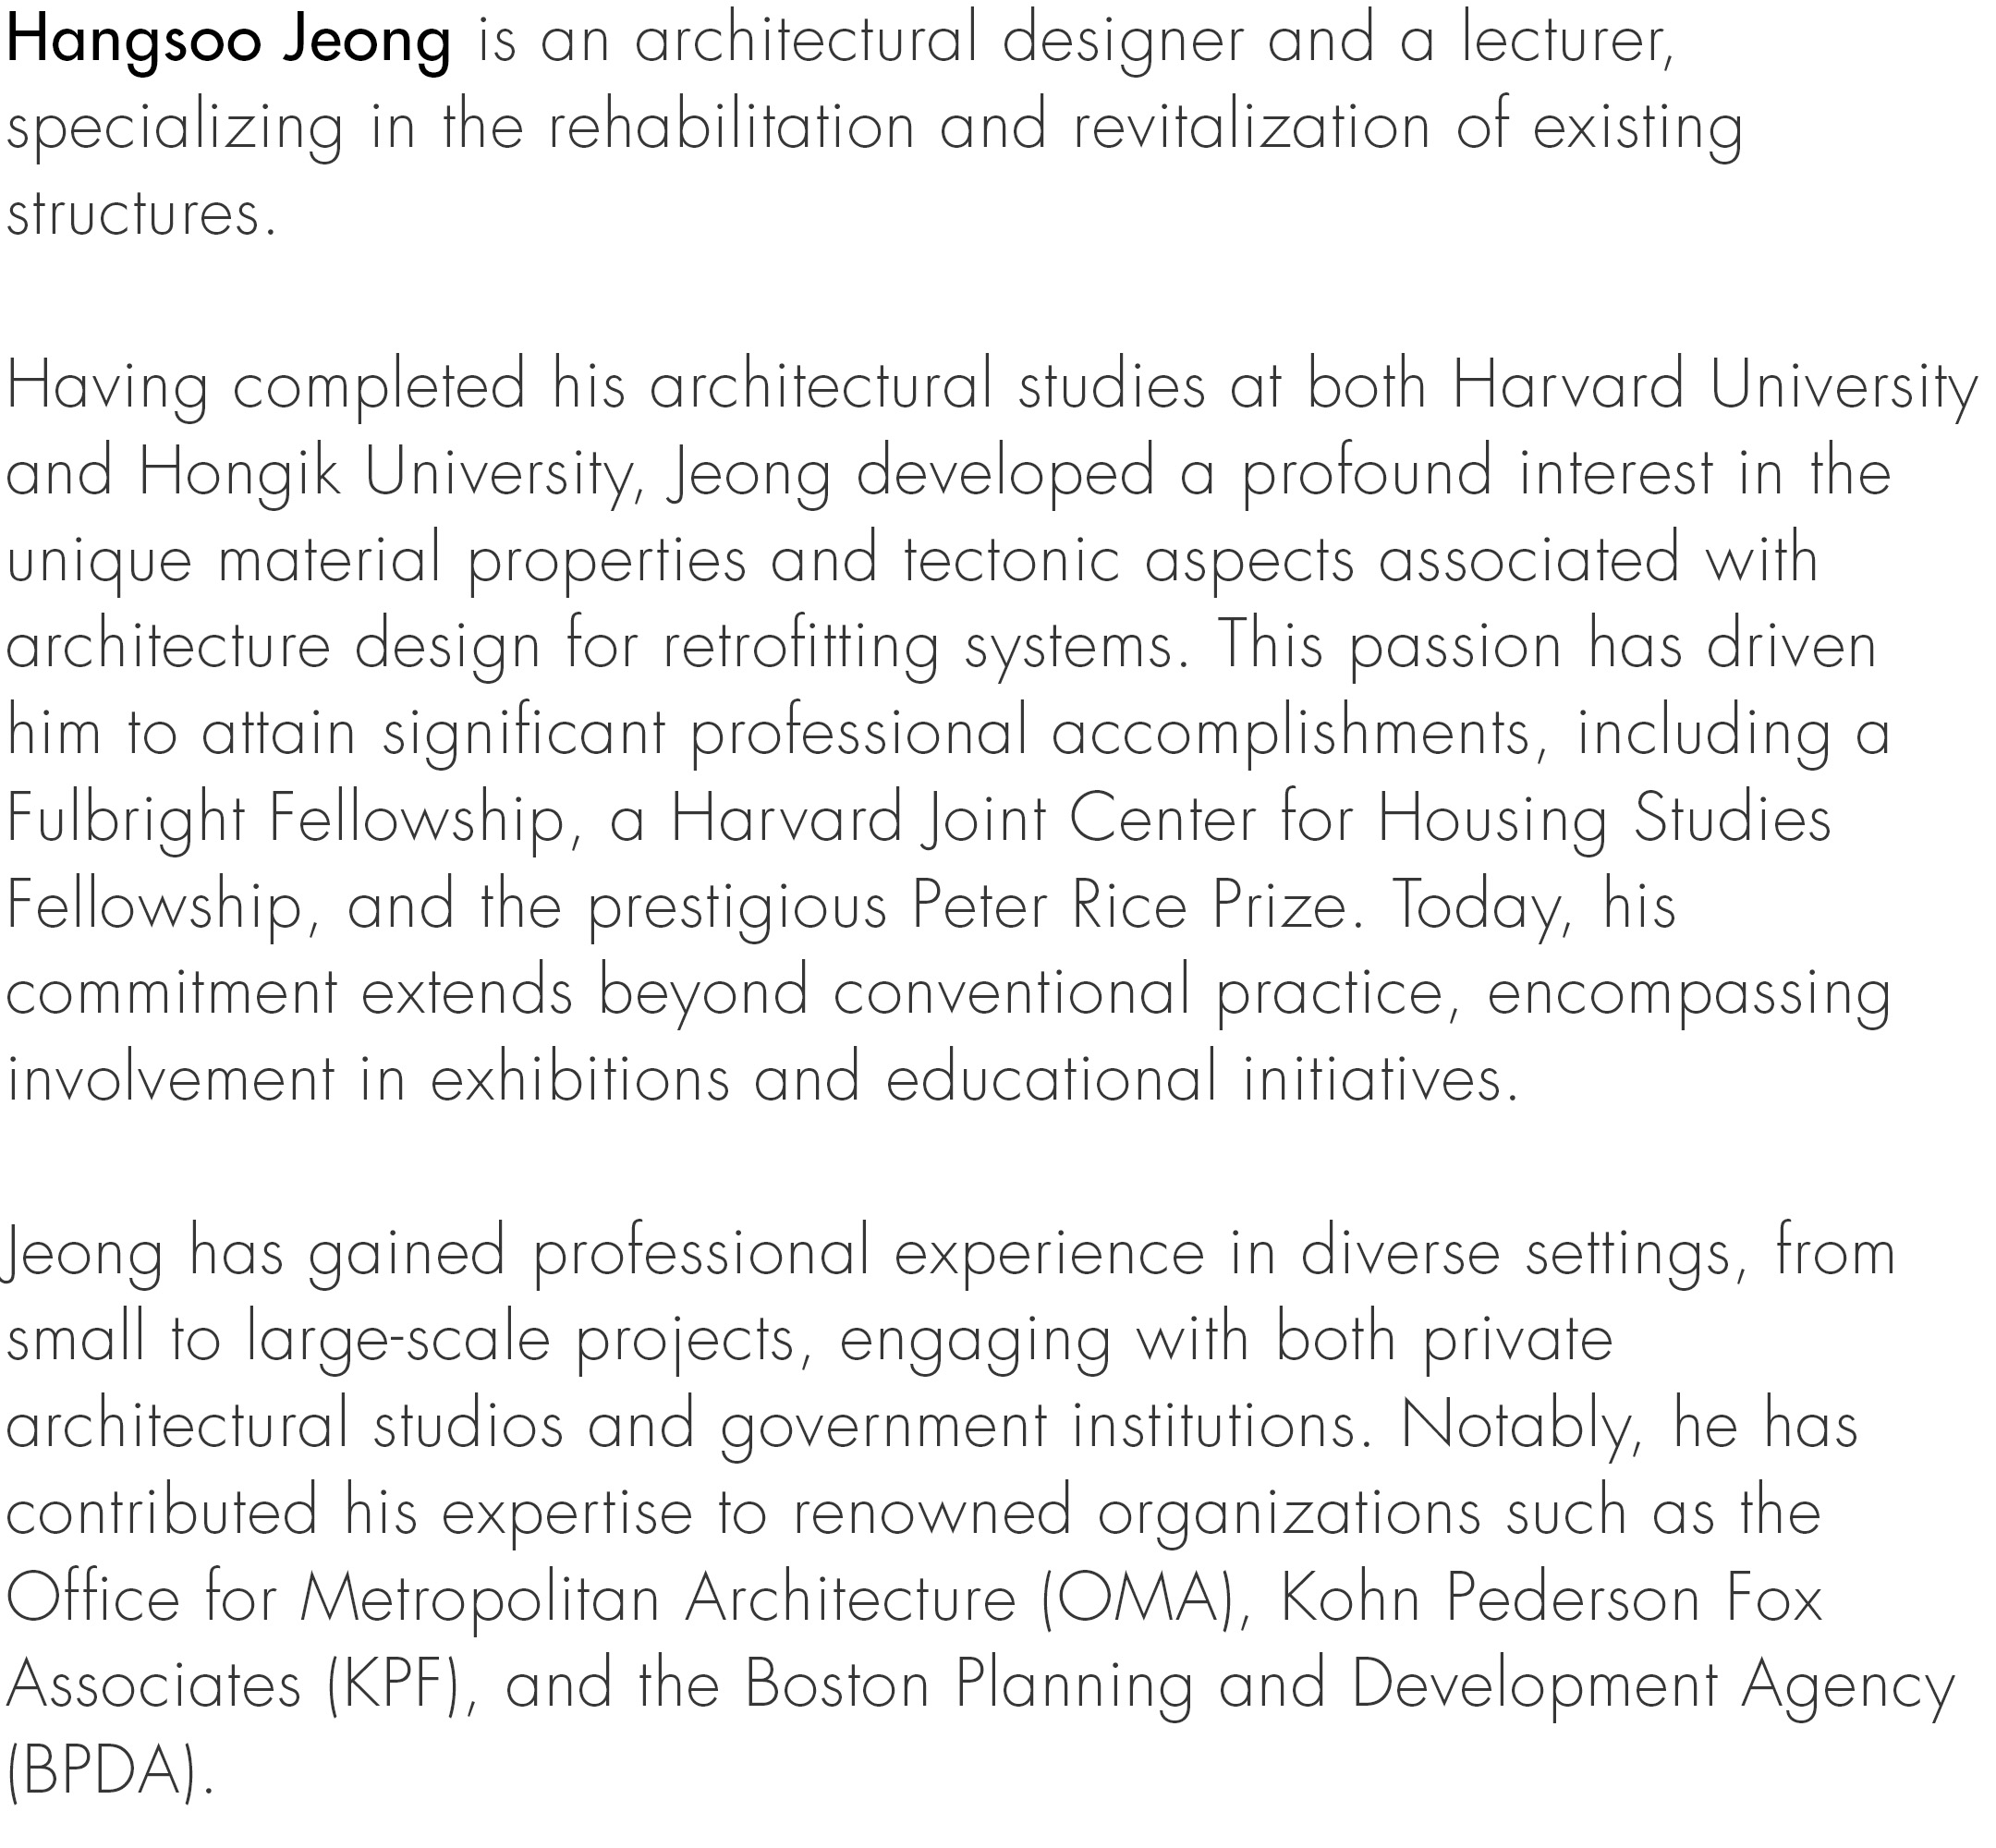 Hangsoo Jeong is an architectural designer and a lecturer,
specializing in the rehabilitation and revitalization of existing
structures.
Having completed his architectural studies at both Harvard University
and Hongik University, Jeong developed a profound interest in the
unique material properties and tectonic aspects associated with
architecture design for retrofitting systems. This passion has driven
him to attain significant professional accomplishments, including a
Fulbright Fellowship, a Harvard Joint Center for Housing Studies
Fellowship, and the prestigious Peter Rice Prize. Today, his
commitment extends beyond conventional practice, encompassing
involvement in exhibitions and educational initiatives.
Jeong has gained professional experience in diverse settings, from
small to large-scale projects, engaging with both private
architectural studios and government institutions. Notably, he has
contributed his expertise to renowned organizations such as the
Office for Metropolitan Architecture (OMA), Kohn Pederson Fox
Associates (KPF), and the Boston Planning and Development Agency
(BPDA).